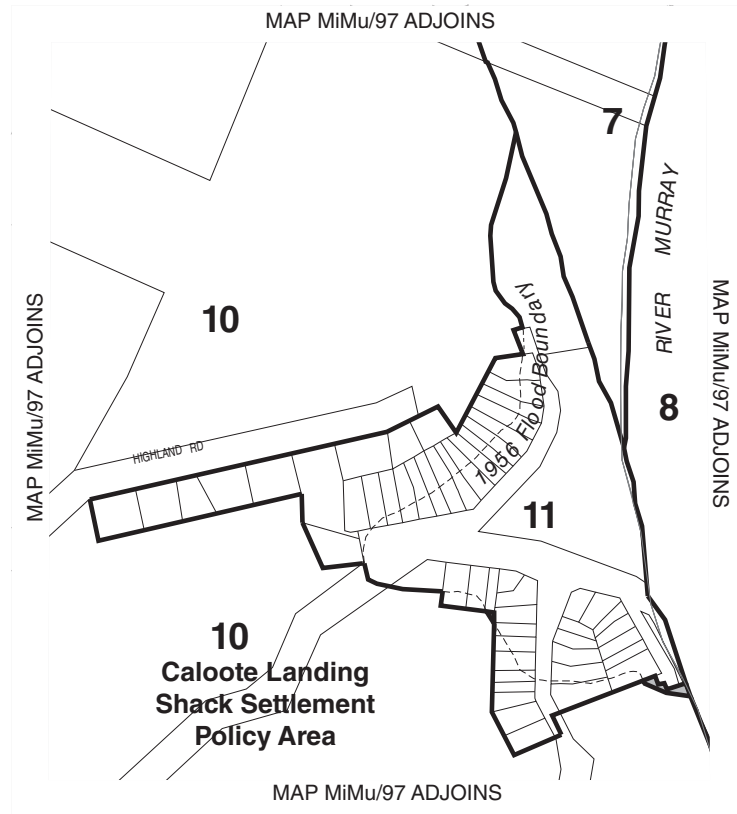 MAP MiMu/97 ADJOINS
7
RIVER MURRAY
MAP MiMu/97 ADJOINS
MAP MiMu/97 ADJOINS
10
8
1956 Flood Boundary
HIGHLAND RD
11
10
Caloote Landing
Shack Settlement
Policy Area
MAP MiMu/97 ADJOINS